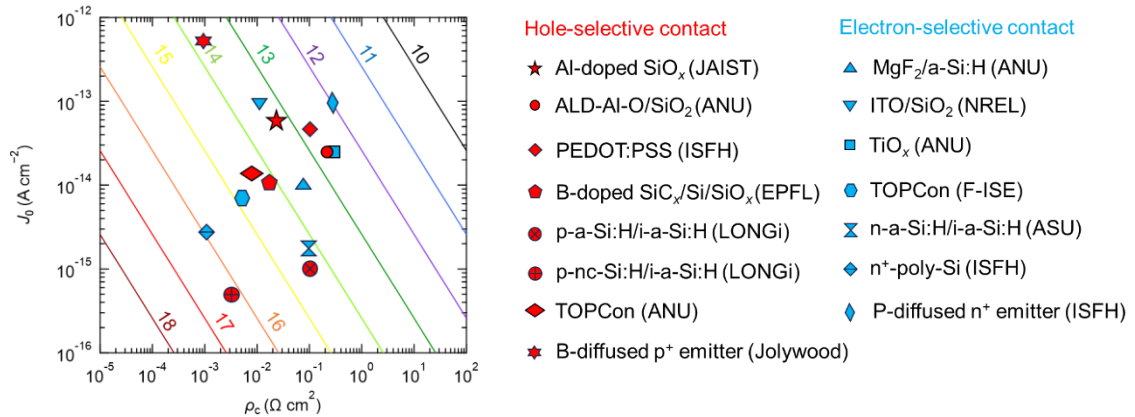 10⁻¹²
10⁻¹³
10⁻¹⁴
10⁻¹⁵
10⁻¹⁶
J₀ (A cm⁻²)
15
14
13
12
11
10
18
17
16
10⁻⁵ 10⁻⁴ 10⁻³ 10⁻² 10⁻¹ 10⁰ 10¹ 10²
ρc (Ω cm²)
Hole-selective contact
Al-doped SiOₓ (JAIST)
ALD-Al-O/SiO₂ (ANU)
PEDOT:PSS (ISFH)
B-doped SiCₓ/Si/SiOₓ (EPFL)
p-a-Si:H/i-a-Si:H (LONGi)
p-nc-Si:H/i-a-Si:H (LONGi)
TOPCon (ANU)
B-diffused p⁺ emitter (Jolywood)
Electron-selective contact
MgF₂/a-Si:H (ANU)
ITO/SiO₂ (NREL)
TiOₓ (ANU)
TOPCon (F-ISE)
n-a-Si:H/i-a-Si:H (ASU)
n⁺-poly-Si (ISFH)
P-diffused n⁺ emitter (ISFH)